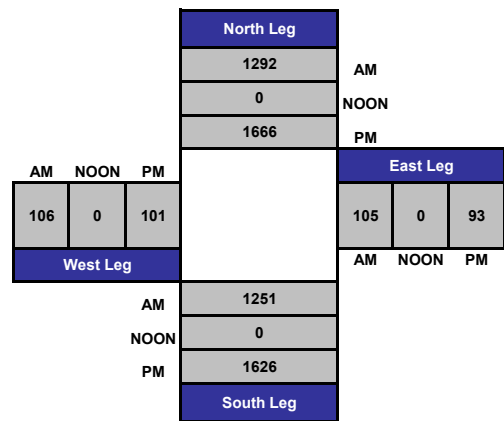 North Leg
1292
AM
0
NOON
1666
PM
AM NOON PM
East Leg
106 0 101
105 0 93
West Leg
AM NOON PM
AM
1251
NOON
0
PM
1626
South Leg